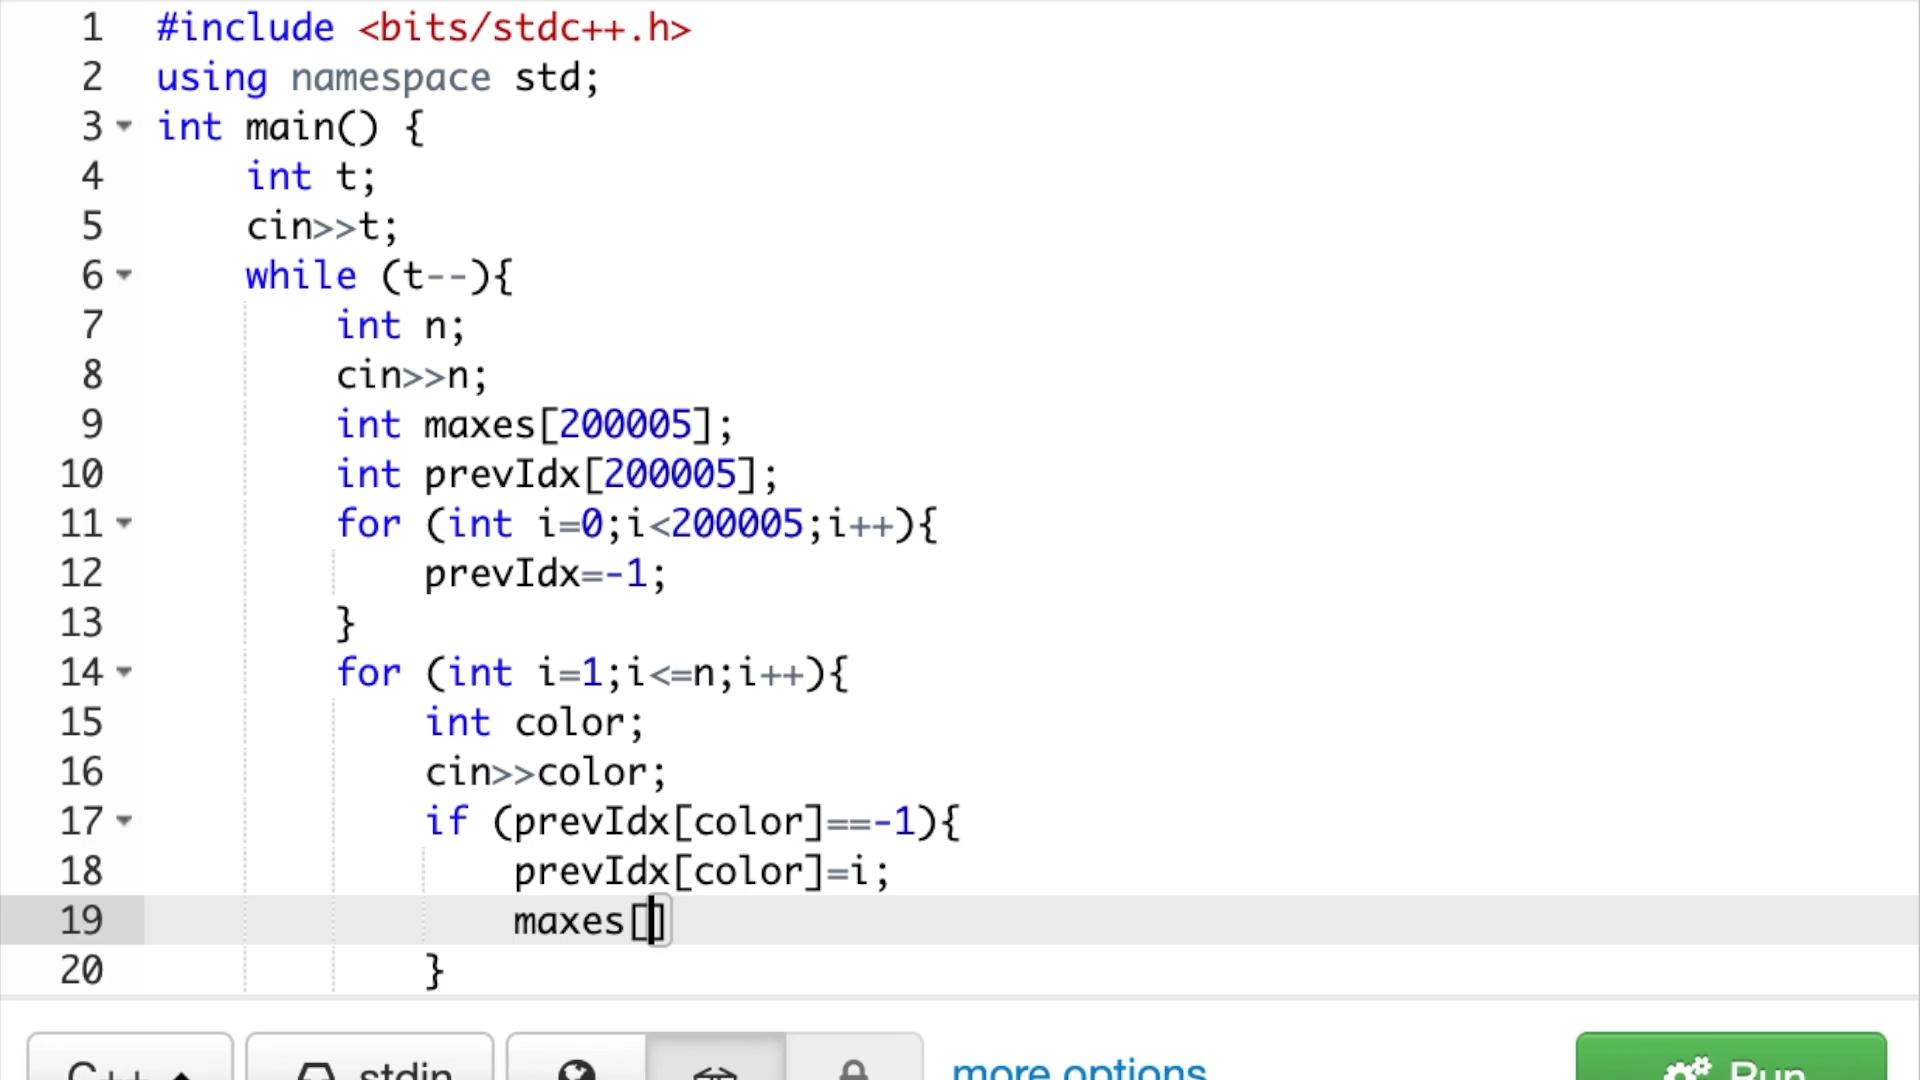 1 #include <bits/stdc++.h>
2 using namespace std;
3 int main() {
4 int t;
5 cin>>t;
6 while (t--){
7 int n;
8 cin>>n;
9 int maxes[200005];
10 int prevIdx[200005];
11 for (int i=0;i<200005;i++){
12 prevIdx=-1;
13 }
14 for (int i=1;i<=n;i++){
15 int color;
16 cin>>color;
17 if (prevIdx[color]==-1){
18 prevIdx[color]=i;
19 maxes[]
20 }
C++ stdin more options Run